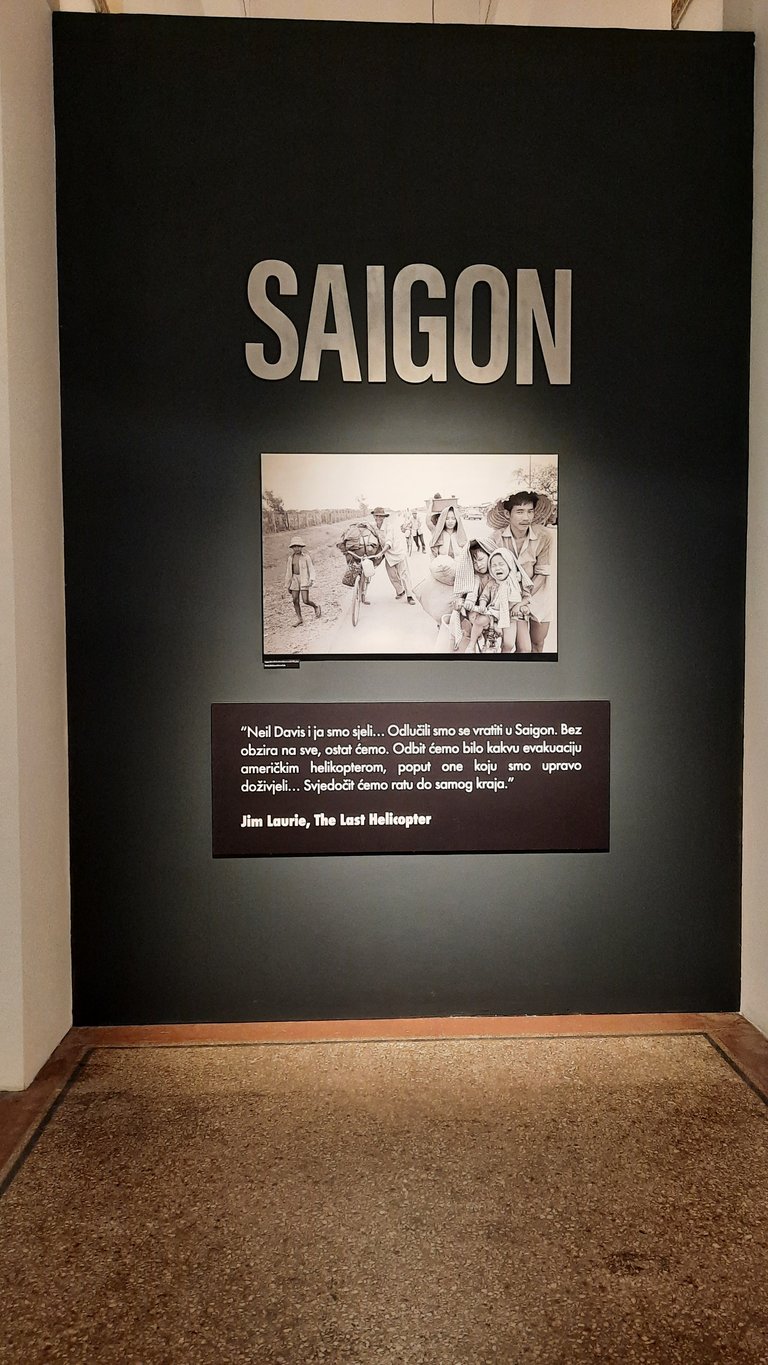 SAIGON
“Neil Davis i ja smo sjeli... Odlučili smo se vratiti u Saigon. Bez
obzira na sve, ostat ćemo. Odbit ćemo bilo kakvu evakuaciju
američkim helikopterom, poput one koju smo upravo
doživjeli... Svjedočit ćemo ratu do samog kraja.”
Jim Laurie, The Last Helicopter